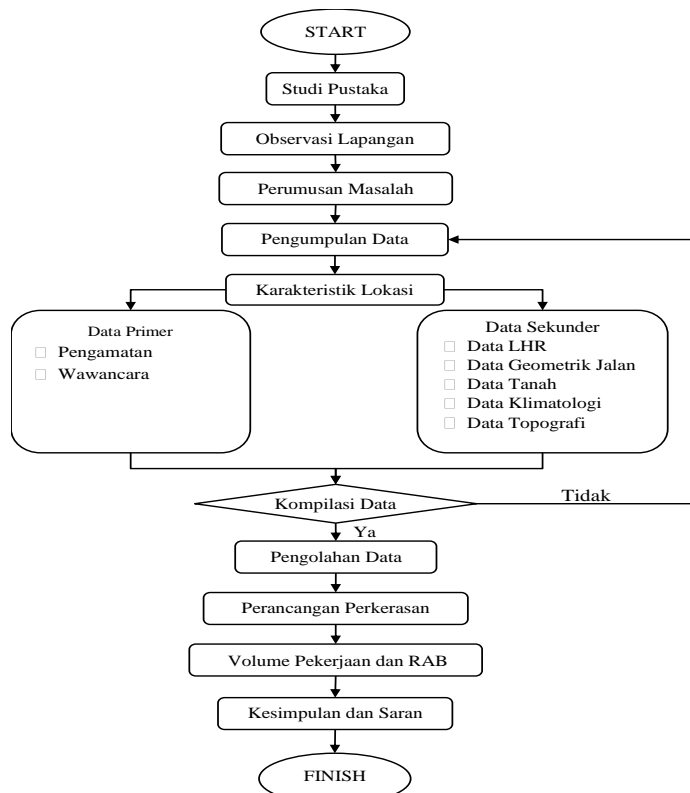 START
Studi Pustaka
Observasi Lapangan
Perumusan Masalah
Pengumpulan Data
Karakteristik Lokasi
Data Primer
Pengamatan
Wawancara
Data Sekunder
Data LHR
Data Geometrik Jalan
Data Tanah
Data Klimatologi
Data Topografi
Kompilasi Data
Tidak
Ya
Pengolahan Data
Perancangan Perkerasan
Volume Pekerjaan dan RAB
Kesimpulan dan Saran
FINISH